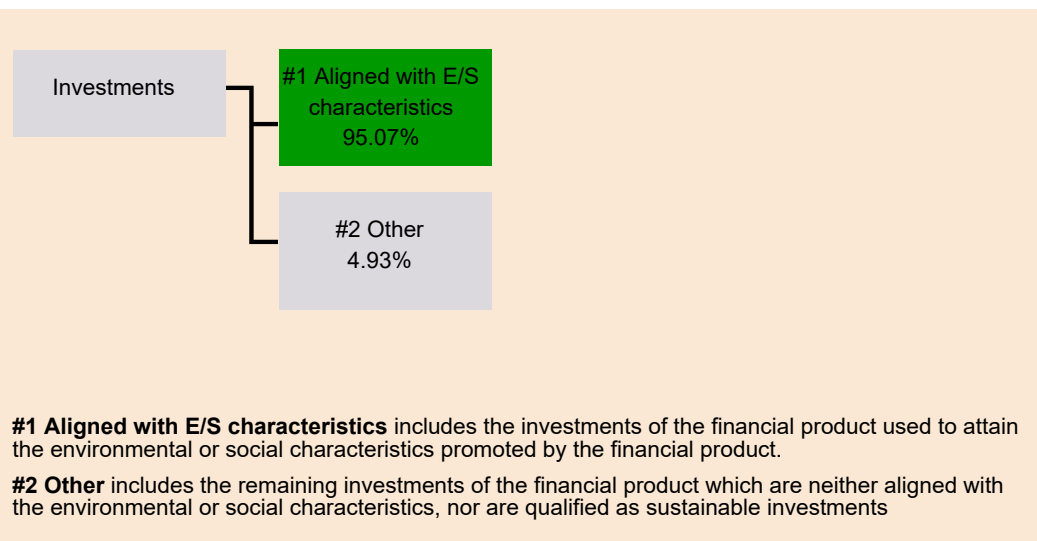 Investments
#1 Aligned with E/S
characteristics
95.07%
#2 Other
4.93%
#1 Aligned with E/S characteristics includes the investments of the financial product used to attain
the environmental or social characteristics promoted by the financial product.
#2 Other includes the remaining investments of the financial product which are neither aligned with
the environmental or social characteristics, nor are qualified as sustainable investments